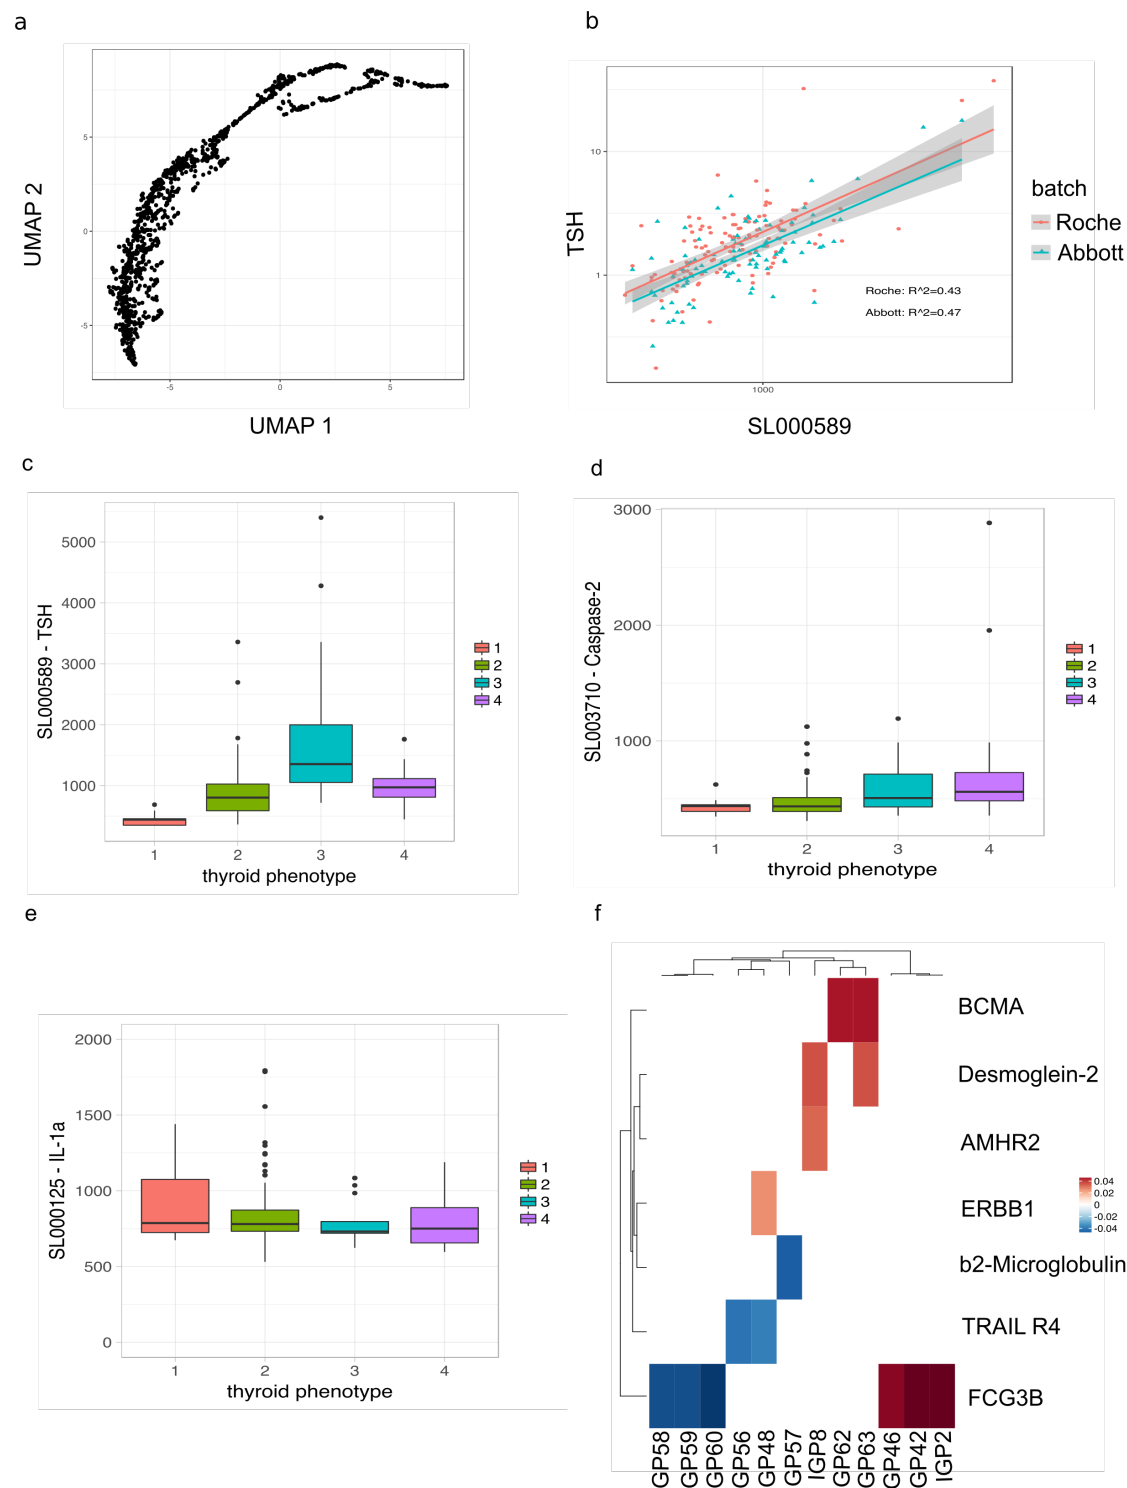 a
UMAP 2
5
0
-5
-5 0 5
UMAP 1
b
TSH
10
1
Roche: R^2=0.43
Abbott: R^2=0.47
1000
SL000589
batch
Roche
Abbott
c
SL000589 - TSH
5000
4000
3000
2000
1000
1 2 3 4
thyroid phenotype
1
2
3
4
d
SL003710 - Caspase-2
3000
2000
1000
1 2 3 4
thyroid phenotype
1
2
3
4
e
SL000125 - IL-1a
2000
1500
1000
500
0
1 2 3 4
thyroid phenotype
1
2
3
4
f
BCMA
Desmoglein-2
AMHR2
ERBB1
b2-Microglobulin
TRAIL R4
FCG3B
0.04
0.02
0
-0.02
-0.04
GP58 GP59 GP60 GP56 GP48 GP57 IGP8 GP62 GP63 GP46 GP42 IGP2